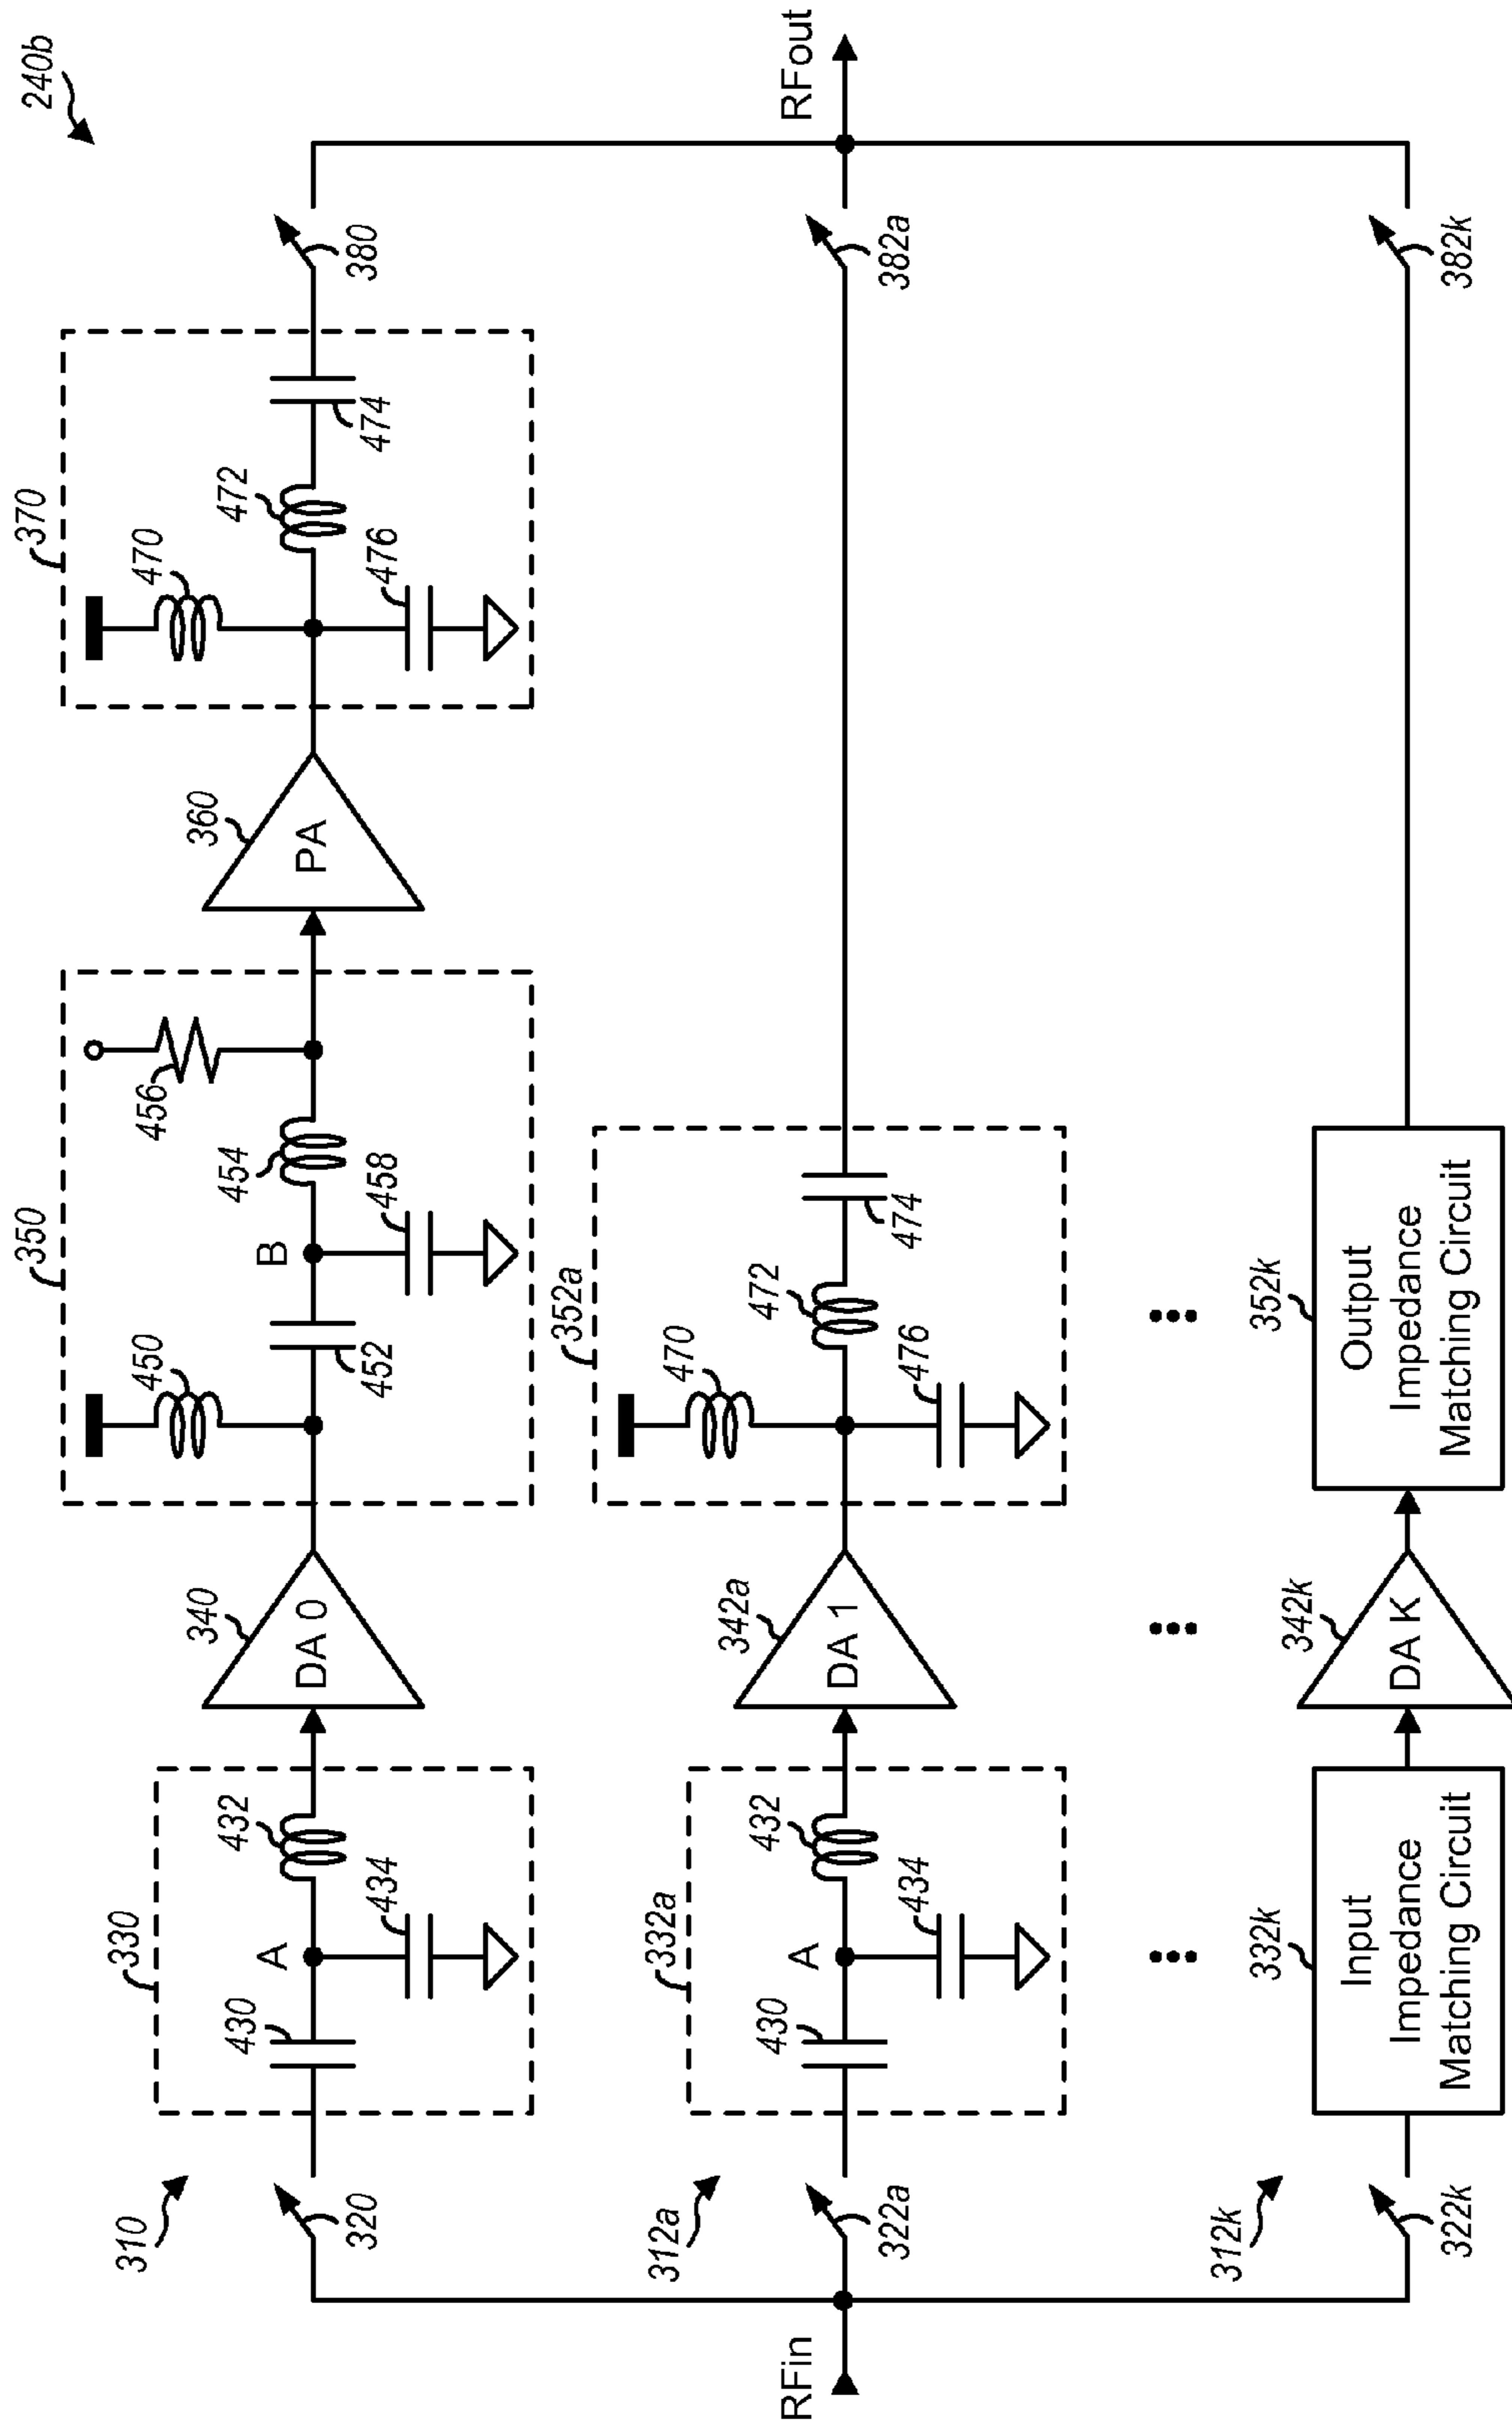 240b
310
320
330
430
A
432
434
340
DA 0
350
450
452
B
454
458
456
360
PA
370
470
472
476
474
380
RFin
RFout
312a
322a
332a
430
A
432
434
342a
DA 1
352a
470
472
476
474
382a
312k
322k
332k
Input
Impedance
Matching Circuit
342k
DA K
352k
Output
Impedance
Matching Circuit
382k